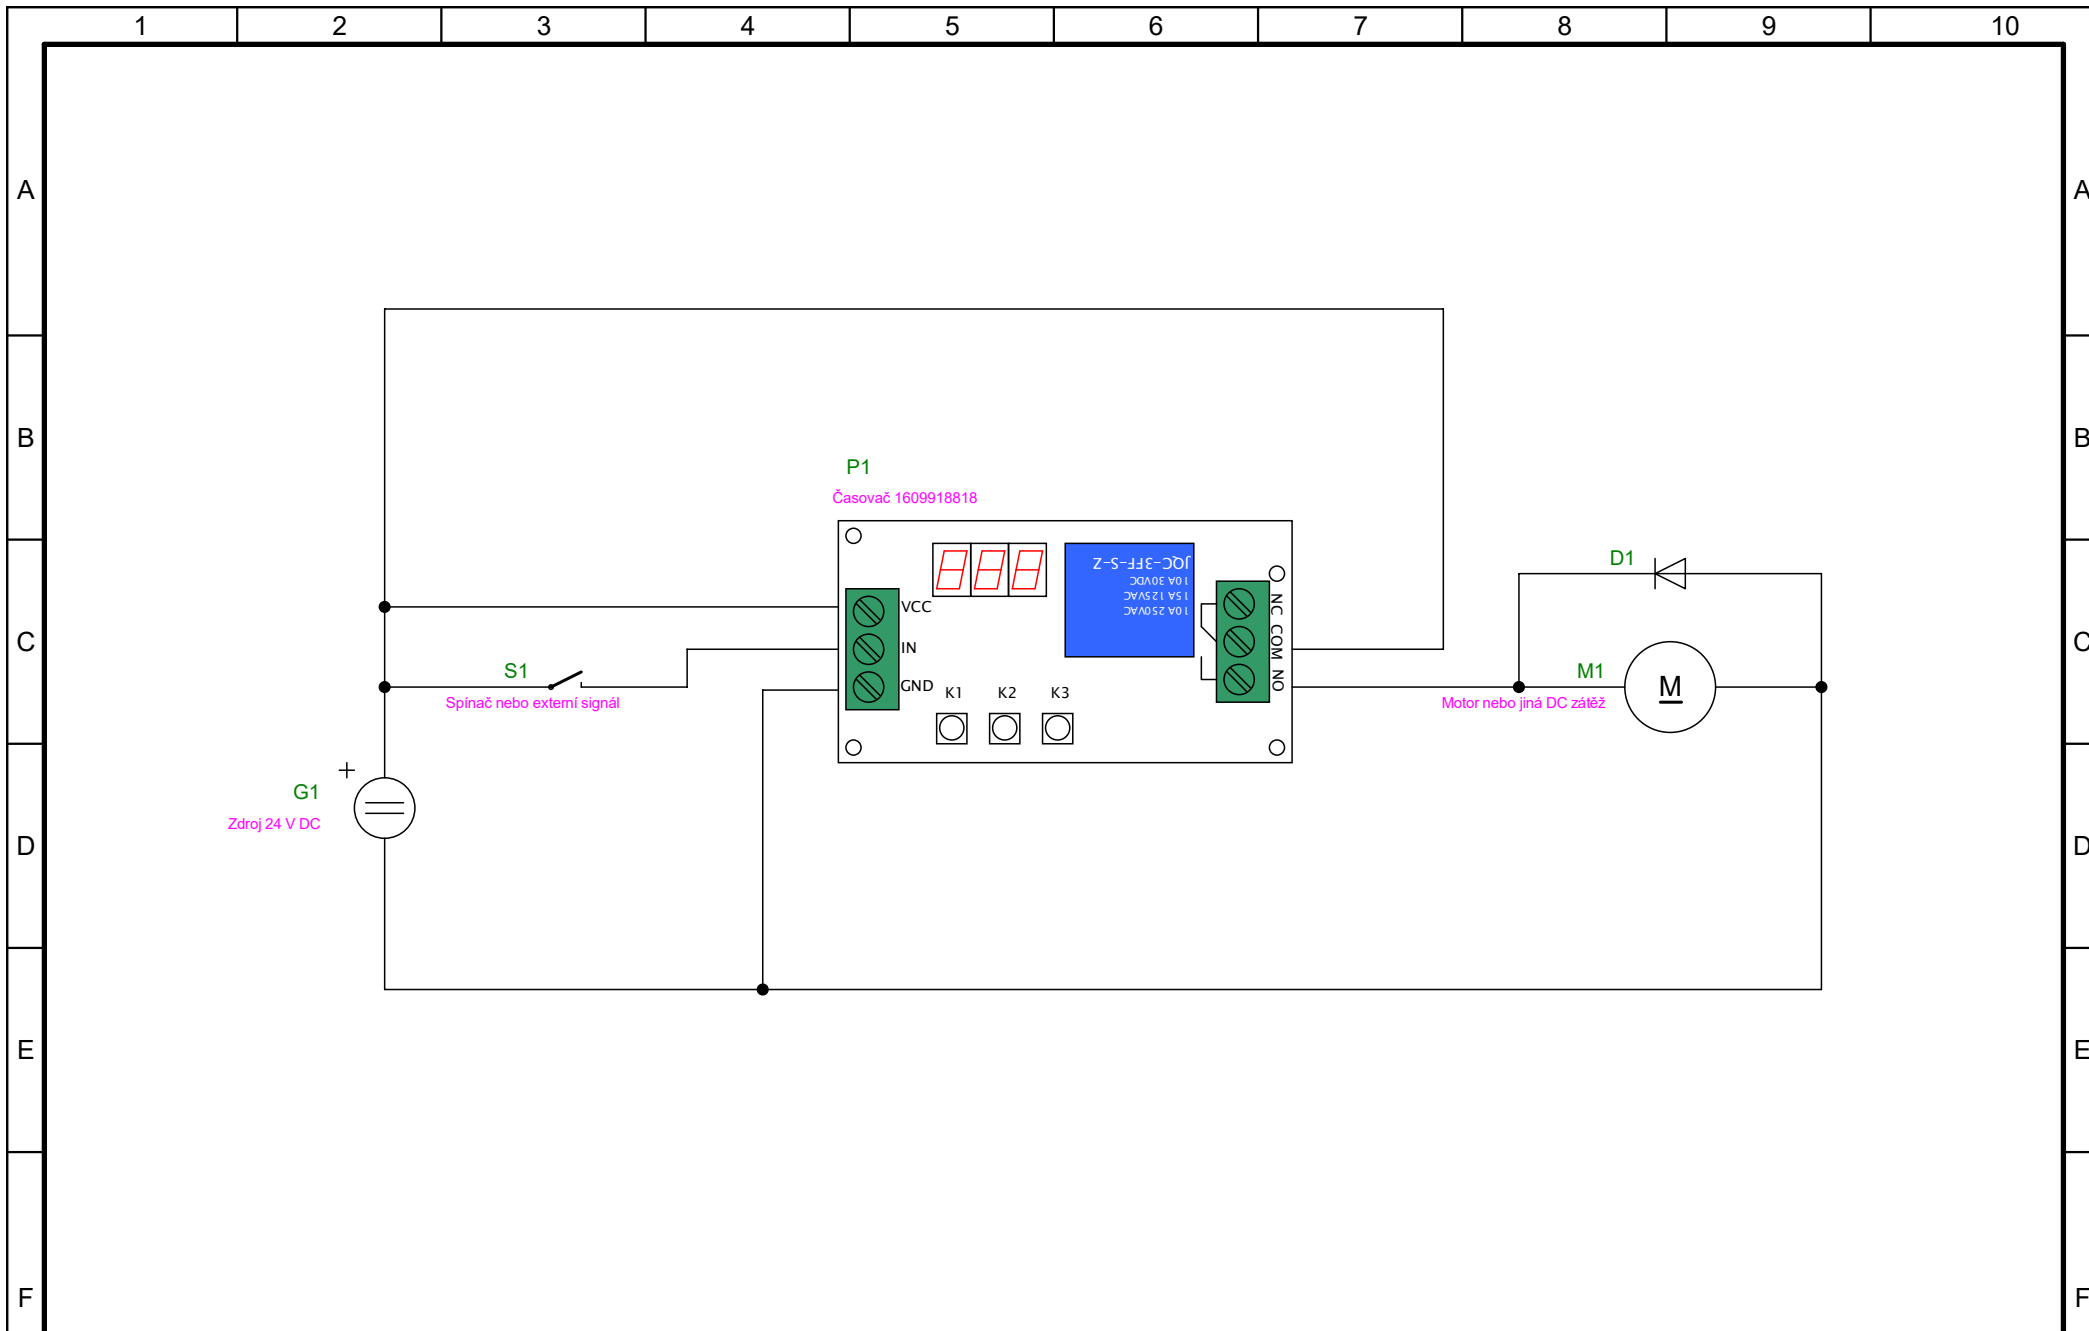 1 2 3 4 5 6 7 8 9 10
A A
B B
P1
Časovač 1609918818
JQC-3FF-S-Z
10A 30VDC
15A 125VAC
10A 250VAC
D1
VCC
NC COM NO
C C
IN
S1
GND
K1 K2 K3
M1
M
Spínač nebo externí signál
Motor nebo jiná DC zátěž
+
G1
Zdroj 24 V DC
D D
E E
F F